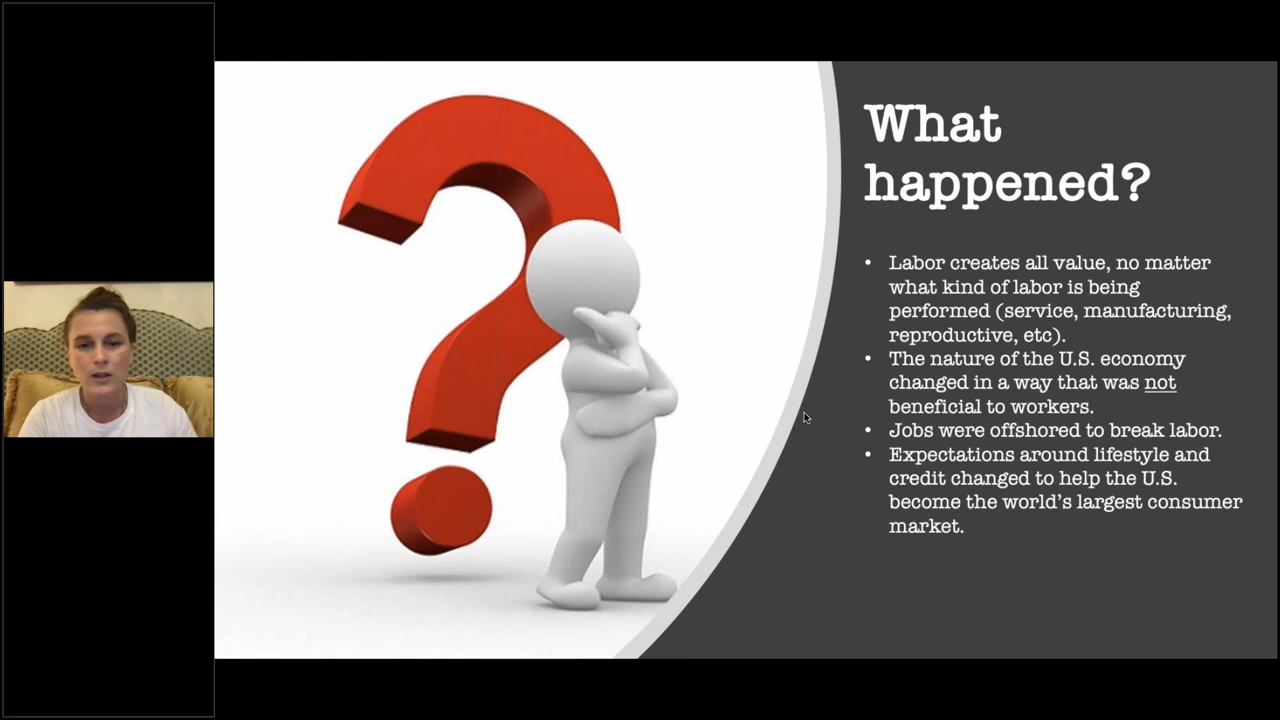 What
happened?
• Labor creates all value, no matter
what kind of labor is being
performed (service, manufacturing,
reproductive, etc).
• The nature of the U.S. economy
changed in a way that was not
beneficial to workers.
• Jobs were offshored to break labor.
• Expectations around lifestyle and
credit changed to help the U.S.
become the world's largest consumer
market.